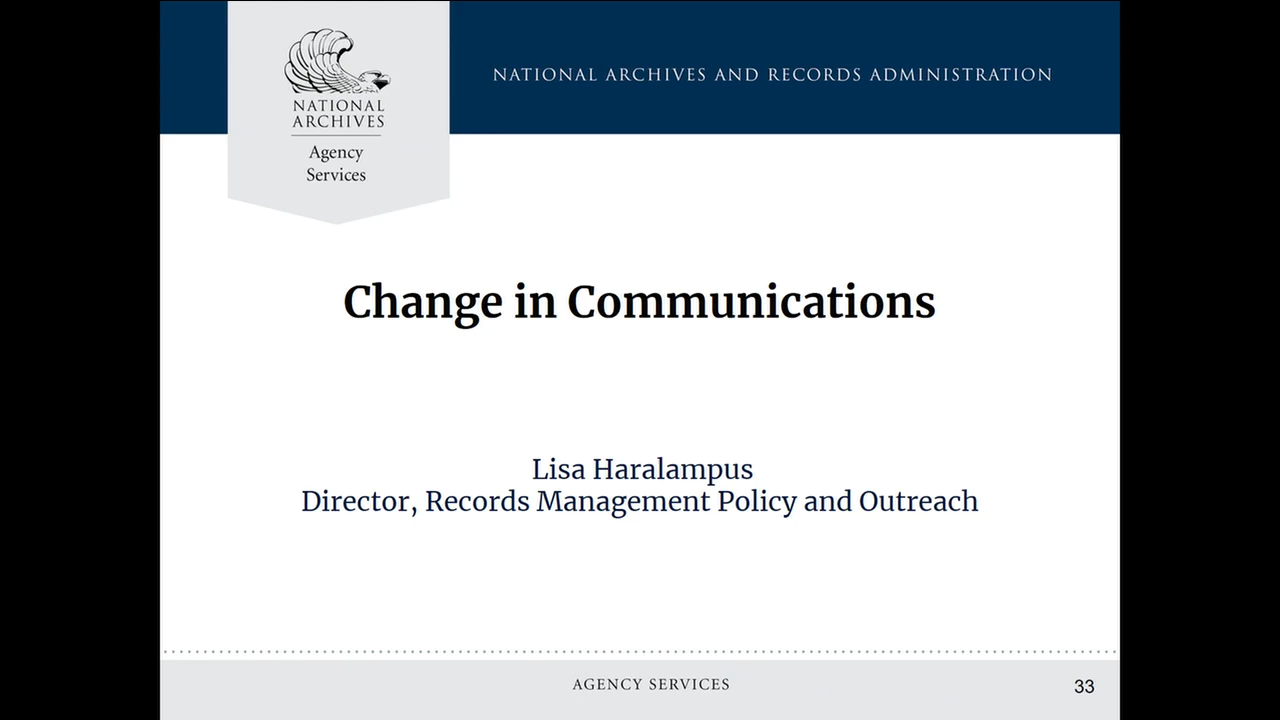 NATIONAL ARCHIVES AND RECORDS ADMINISTRATION
NATIONAL
ARCHIVES
Agency
Services
Change in Communications
Lisa Haralampus
Director, Records Management Policy and Outreach
AGENCY SERVICES
33